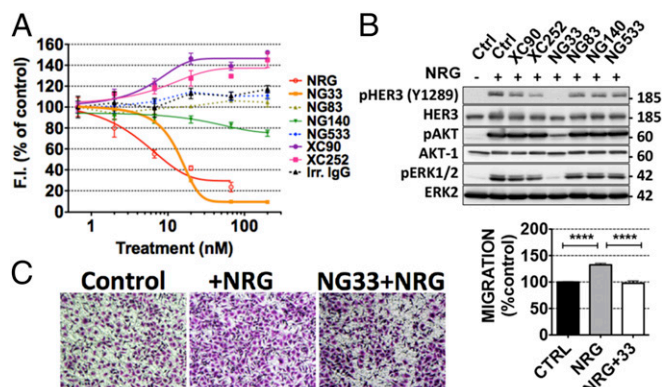 A
F.I. (% of control)
160
140
120
100
80
60
40
20
0
1
10
100
Treatment (nM)
NRG
NG33
NG83
NG140
NG533
XC90
XC252
Irr. IgG
B
Ctrl
Ctrl
XC90
XC252
NG33
NG83
NG140
NG533
NRG - + + + + + + +
pHER3 (Y1289) 185
HER3 185
pAKT 60
AKT-1 60
pERK1/2 42
ERK2 42
C
Control
+NRG
NG33+NRG
MIGRATION
(%control)
200
150
100
50
0
**** ****
CTRL
NRG
NRG+33